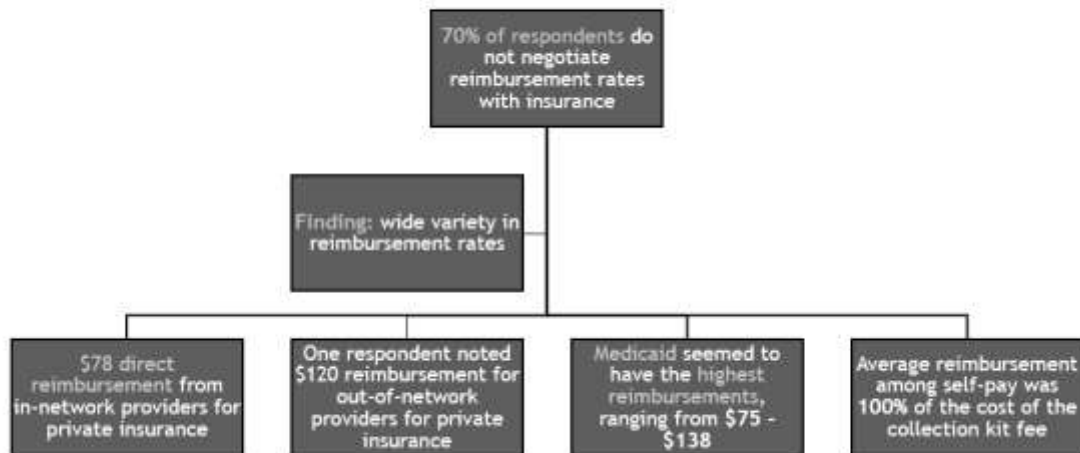 70% of respondents do
not negotiate
reimbursement rates
with insurance
Finding: wide variety in
reimbursement rates
$78 direct
reimbursement from
in-network providers for
private insurance
One respondent noted
$120 reimbursement for
out-of-network
providers for private
insurance
Medicaid seemed to
have the highest
reimbursements,
ranging from $75 –
$138
Average reimbursement
among self-pay was
100% of the cost of the
collection kit fee